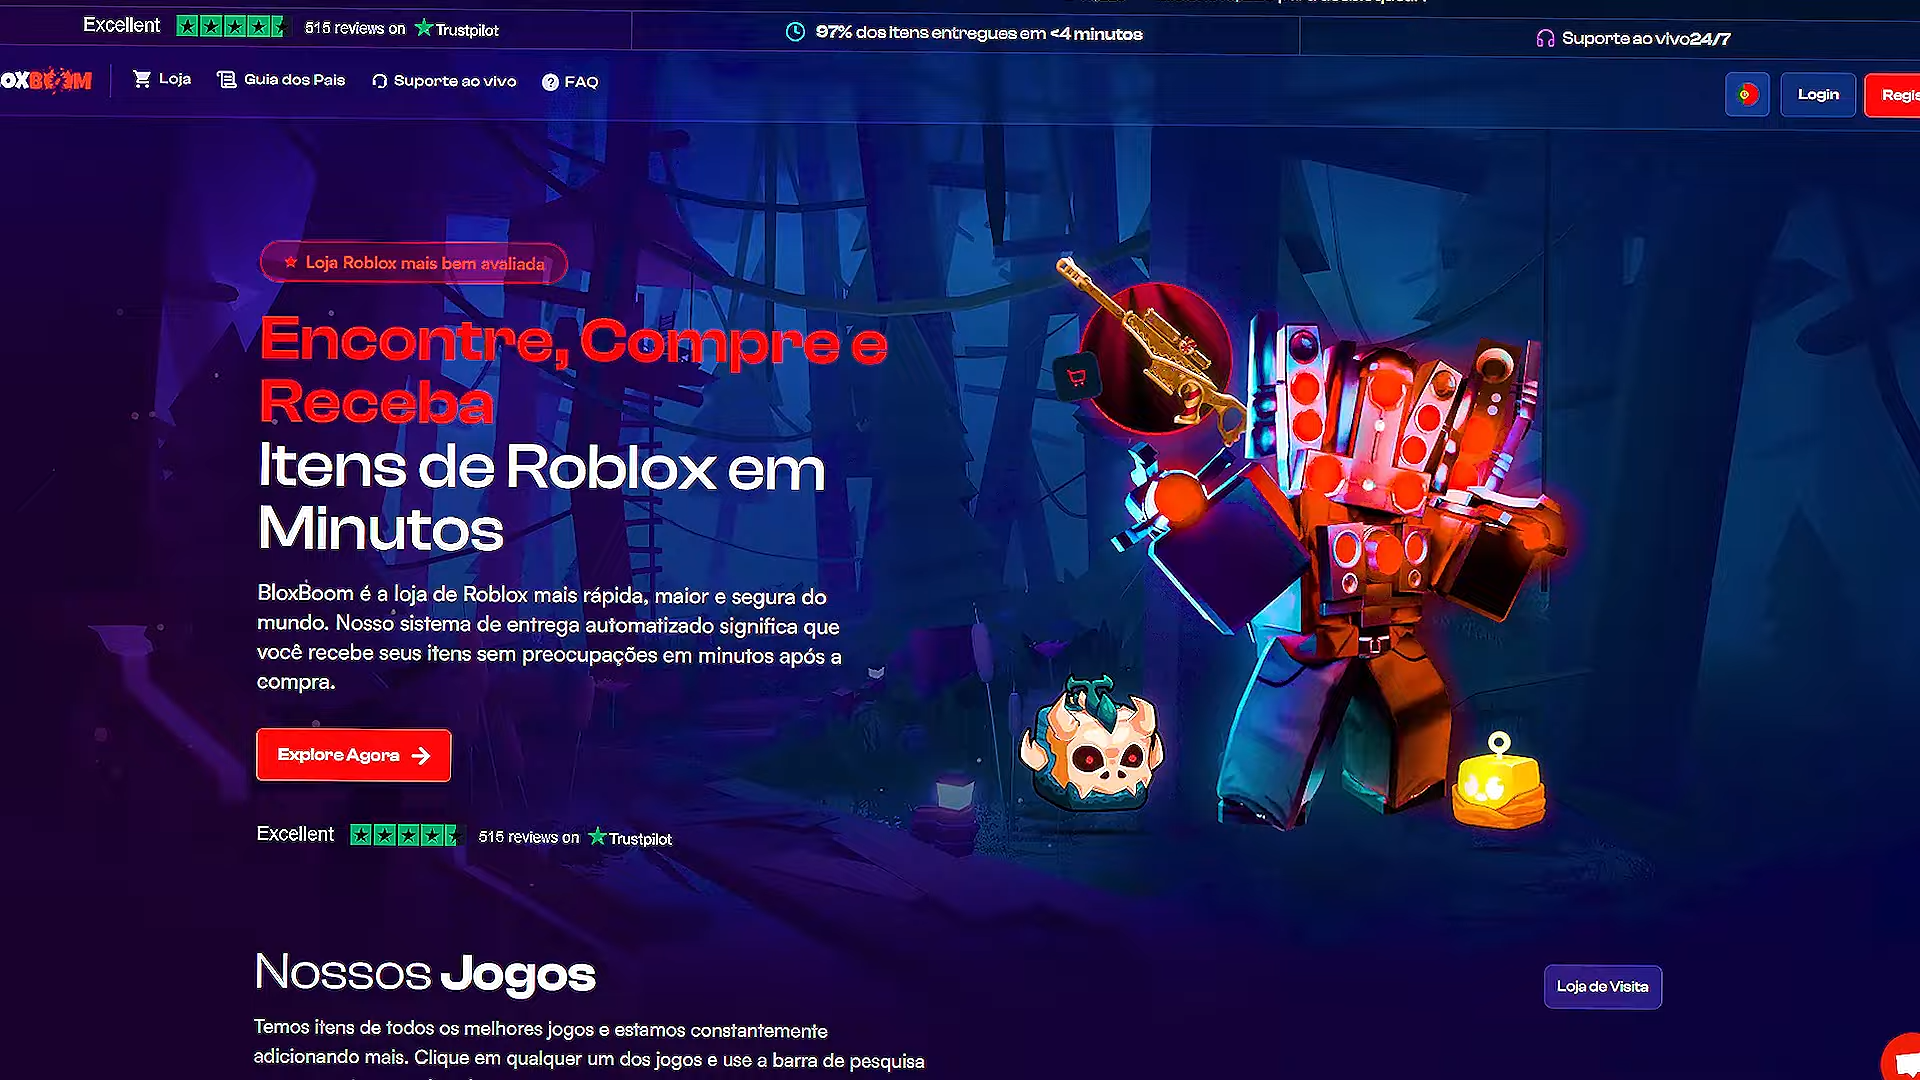 Excellent 515 reviews on Trustpilot
97% dos itens entregues em <4 minutos
Suporte ao vivo24/7
OXBOOM
Loja
Guia dos Pais
Suporte ao vivo
FAQ
Login
Regis
Loja Roblox mais bem avaliada
Encontre, Compre e
Receba
Itens de Roblox em
Minutos
BloxBoom é a loja de Roblox mais rápida, maior e segura do
mundo. Nosso sistema de entrega automatizado significa que
você recebe seus itens sem preocupações em minutos após a
compra.
Explore Agora
Excellent 515 reviews on Trustpilot
Nossos Jogos
Loja de Visita
Temos itens de todos os melhores jogos e estamos constantemente
adicionando mais. Clique em qualquer um dos jogos e use a barra de pesquisa